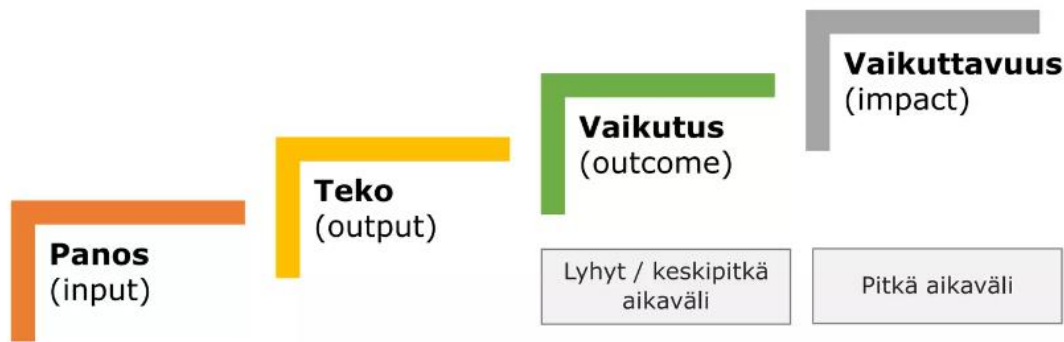 Panos
(input)
Teko
(output)
Vaikutus
(outcome)
Vaikuttavuus
(impact)
Lyhyt / keskipitkä
aikaväli
Pitkä aikaväli